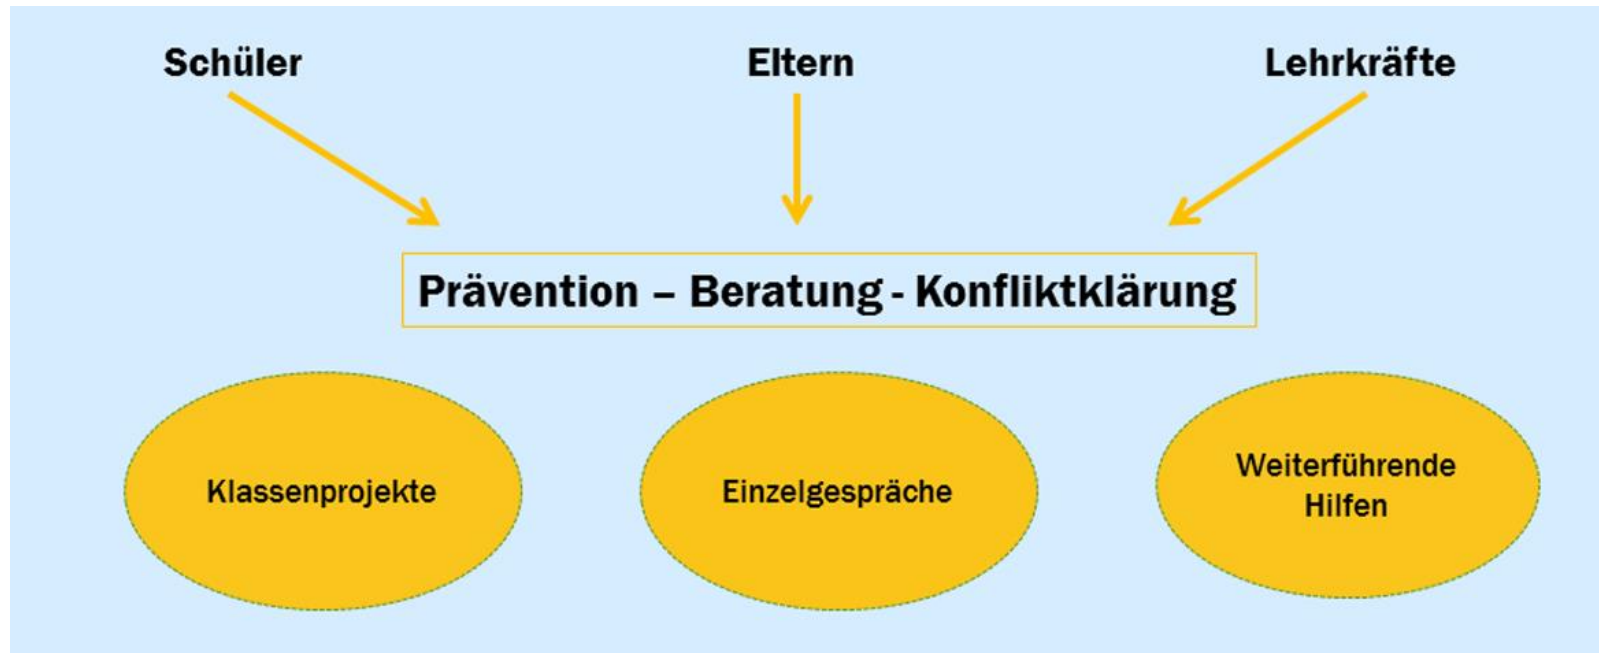 Schüler
Eltern
Lehrkräfte
Prävention – Beratung - Konfliktklärung
Klassenprojekte
Einzelgespräche
Weiterführende
Hilfen